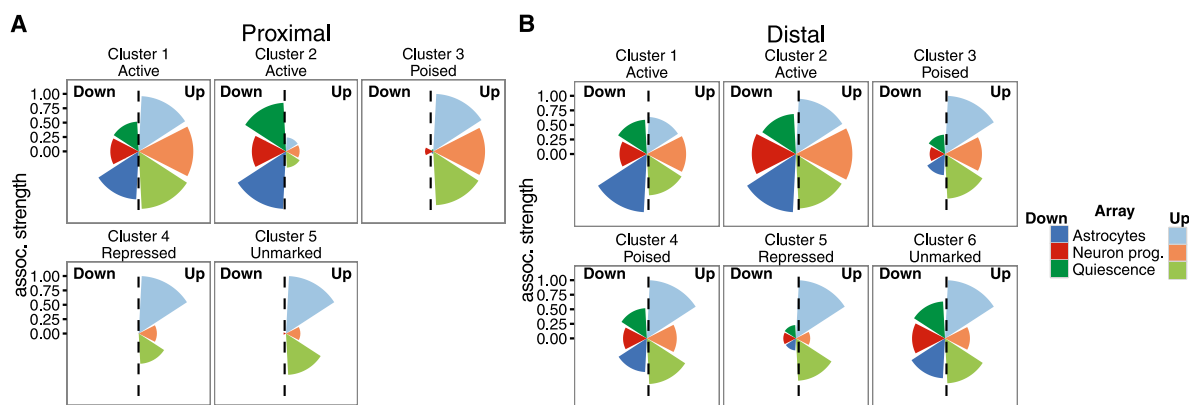 A
Proximal
Cluster 1
Active
Cluster 2
Active
Cluster 3
Poised
Down Up
Down Up
Down Up
1.00
0.75
0.50
0.25
0.00
assoc. strength
Cluster 4
Repressed
Cluster 5
Unmarked
Down Up
Down Up
1.00
0.75
0.50
0.25
0.00
B
Distal
Cluster 1
Active
Cluster 2
Active
Cluster 3
Poised
Down Up
Down Up
Down Up
1.00
0.75
0.50
0.25
0.00
assoc. strength
Cluster 4
Poised
Cluster 5
Repressed
Cluster 6
Unmarked
Down Up
Down Up
Down Up
1.00
0.75
0.50
0.25
0.00
Down Array Up
Astrocytes
Neuron prog.
Quiescence